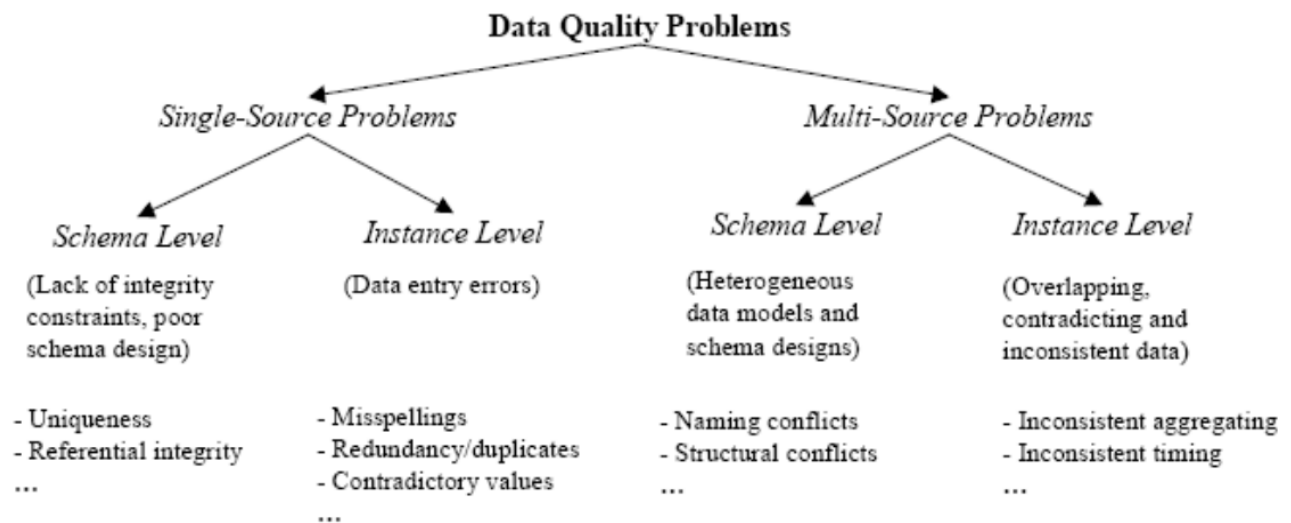 Data Quality Problems
Single-Source Problems
Multi-Source Problems
Schema Level
Instance Level
Schema Level
Instance Level
(Lack of integrity
constraints, poor
schema design)
(Data entry errors)
(Heterogeneous
data models and
schema designs)
(Overlapping,
contradicting and
inconsistent data)
- Uniqueness
- Referential integrity
...
- Misspellings
- Redundancy/duplicates
- Contradictory values
...
- Naming conflicts
- Structural conflicts
...
- Inconsistent aggregating
- Inconsistent timing
...